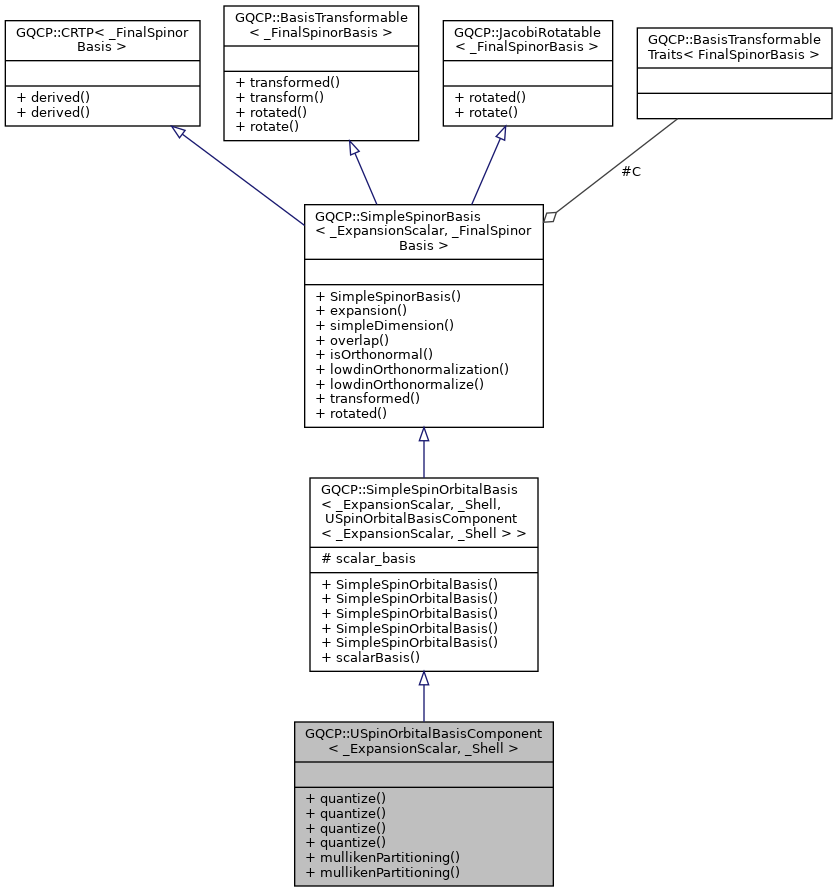 GQCP::CRTP< _FinalSpinor
Basis >
+ derived()
+ derived()
GQCP::BasisTransformable
< _FinalSpinorBasis >
+ transformed()
+ transform()
+ rotated()
+ rotate()
GQCP::JacobiRotatable
< _FinalSpinorBasis >
+ rotated()
+ rotate()
GQCP::BasisTransformable
Traits< FinalSpinorBasis >
#C
GQCP::SimpleSpinorBasis
< _ExpansionScalar, _FinalSpinor
Basis >
+ SimpleSpinorBasis()
+ expansion()
+ simpleDimension()
+ overlap()
+ isOrthonormal()
+ lowdinOrthonormalization()
+ lowdinOrthonormalize()
+ transformed()
+ rotated()
GQCP::SimpleSpinOrbitalBasis
< _ExpansionScalar, _Shell,
USpinOrbitalBasisComponent
< _ExpansionScalar, _Shell > >
# scalar_basis
+ SimpleSpinOrbitalBasis()
+ SimpleSpinOrbitalBasis()
+ SimpleSpinOrbitalBasis()
+ SimpleSpinOrbitalBasis()
+ SimpleSpinOrbitalBasis()
+ scalarBasis()
GQCP::USpinOrbitalBasisComponent
< _ExpansionScalar, _Shell >
+ quantize()
+ quantize()
+ quantize()
+ quantize()
+ mullikenPartitioning()
+ mullikenPartitioning()